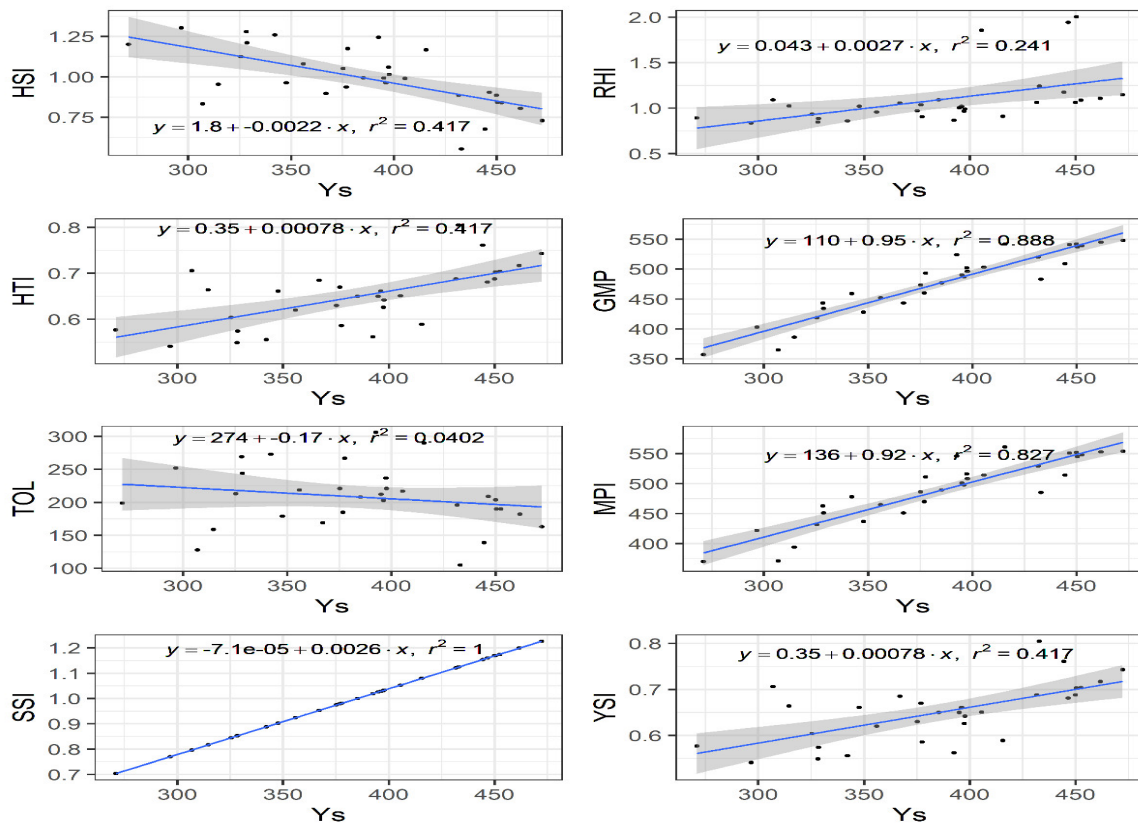 HSI
1.25
1.00
0.75
y = 1.8 + -0.0022 · x, r² = 0.417
300 350 400 450
Ys
RHI
2.0
1.5
1.0
0.5
y = 0.043 + 0.0027 · x, r² = 0.241
300 350 400 450
Ys
HTI
0.8
0.7
0.6
y = 0.35 + 0.00078 · x, r² = 0.417
300 350 400 450
Ys
GMP
550
500
450
400
350
y = 110 + 0.95 · x, r² = 0.888
300 350 400 450
Ys
TOL
300
250
200
150
100
y = 274 + -0.17 · x, r² = 0.0402
300 350 400 450
Ys
MPI
550
500
450
400
y = 136 + 0.92 · x, r² = 0.827
300 350 400 450
Ys
SSI
1.2
1.1
1.0
0.9
0.8
0.7
y = -7.1e-05 + 0.0026 · x, r² = 1
300 350 400 450
Ys
YSI
0.8
0.7
0.6
y = 0.35 + 0.00078 · x, r² = 0.417
300 350 400 450
Ys